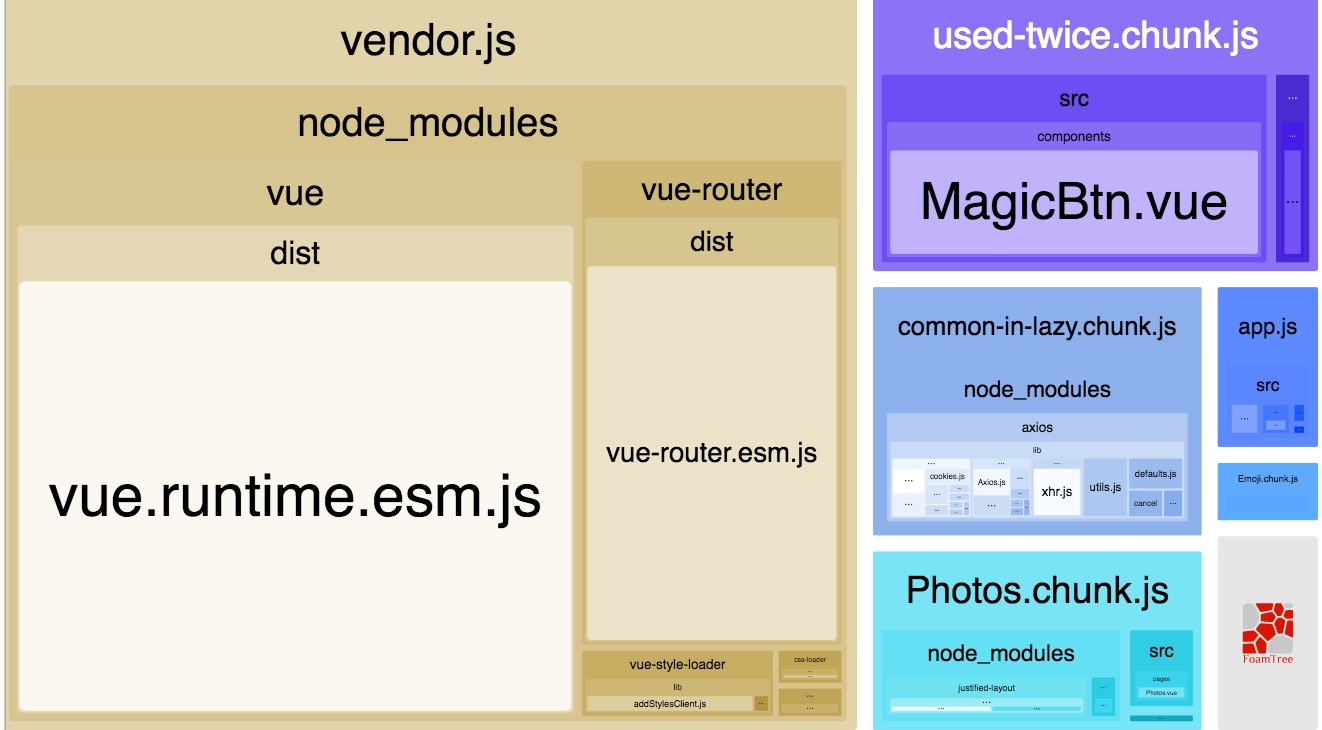 vendor.js
node_modules
vue
dist
vue.runtime.esm.js
vue-router
dist
vue-router.esm.js
vue-style-loader
lib
addStylesClient.js
...
css-loader
...
...
...
...
used-twice.chunk.js
src
components
MagicBtn.vue
...
...
...
common-in-lazy.chunk.js
node_modules
axios
lib
... ... ...
... cookies.js Axios.js ... xhr.js utils.js defaults.js
... ... ... cancel ...
app.js
src
...
...
...
Emoji.chunk.js
Photos.chunk.js
node_modules
justified-layout
...
... ...
...
...
src
pages
Photos.vue
...
FoamTree